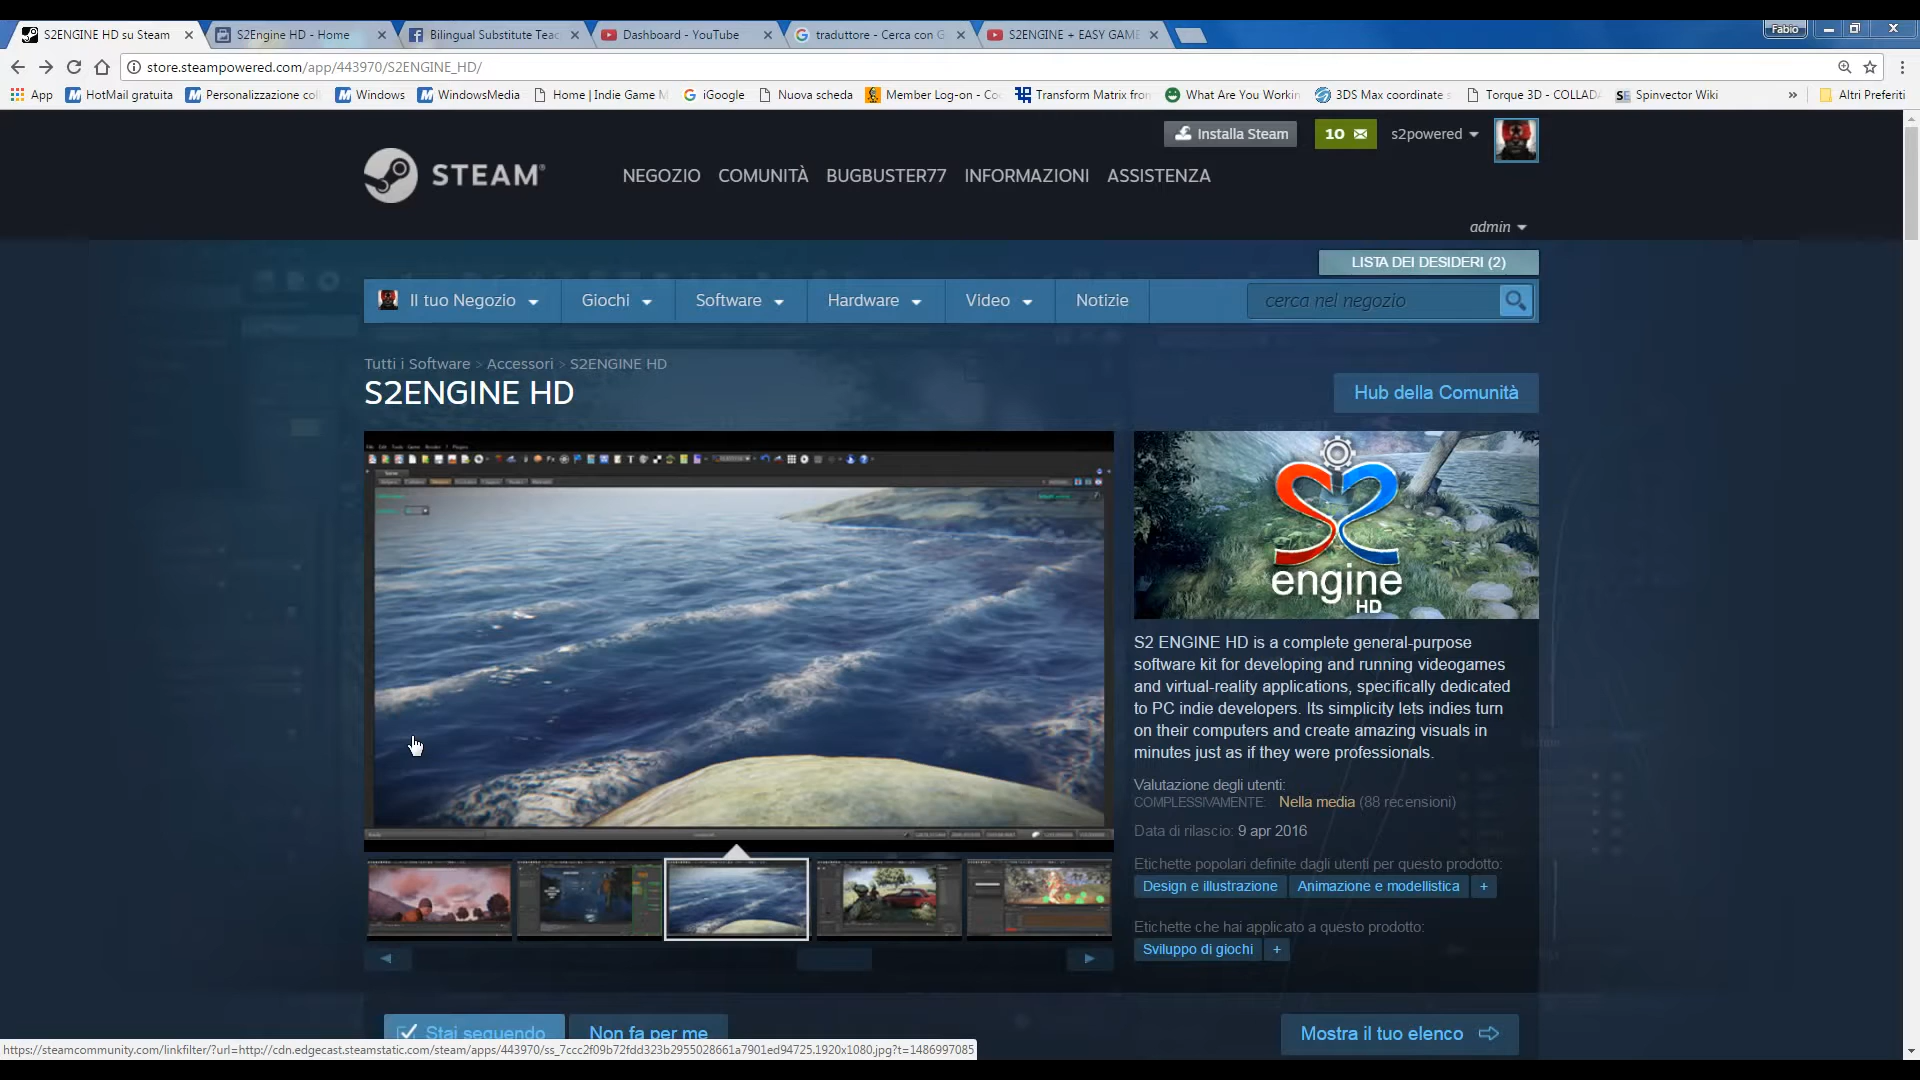 S2ENGINE HD su Steam
S2Engine HD - Home
Bilingual Substitute Teac
Dashboard - YouTube
traduttore - Cerca con G
S2ENGINE + EASY GAME
Fabio
store.steampowered.com/app/443970/S2ENGINE_HD/
App
HotMail gratuita
Personalizzazione coll
Windows
WindowsMedia
Home | Indie Game M
iGoogle
Nuova scheda
Member Log-on - Co
Transform Matrix from
What Are You Workin
3DS Max coordinate s
Torque 3D - COLLADA
Spinvector Wiki
»
Altri Preferiti
Installa Steam
10
s2powered
STEAM
NEGOZIO
COMUNITÀ
BUGBUSTER77
INFORMAZIONI
ASSISTENZA
admin
LISTA DEI DESIDERI (2)
Il tuo Negozio
Giochi
Software
Hardware
Video
Notizie
cerca nel negozio
Tutti i Software > Accessori > S2ENGINE HD
S2ENGINE HD
Hub della Comunità
S2
engine
HD
S2 ENGINE HD is a complete general-purpose
software kit for developing and running videogames
and virtual-reality applications, specifically dedicated
to PC indie developers. Its simplicity lets indies turn
on their computers and create amazing visuals in
minutes just as if they were professionals.
Valutazione degli utenti:
COMPLESSIVAMENTE: Nella media (88 recensioni)
Data di rilascio: 9 apr 2016
Etichette popolari definite dagli utenti per questo prodotto:
Design e illustrazione
Animazione e modellistica
+
Etichette che hai applicato a questo prodotto:
Sviluppo di giochi
+
Stai seguendo
Non fa per me
Mostra il tuo elenco
https://steamcommunity.com/linkfilter/?url=http://cdn.edgecast.steamstatic.com/steam/apps/443970/ss_7ccc2f09b72fdd323b2955028661a7901ed94725.1920x1080.jpg?t=1486997085